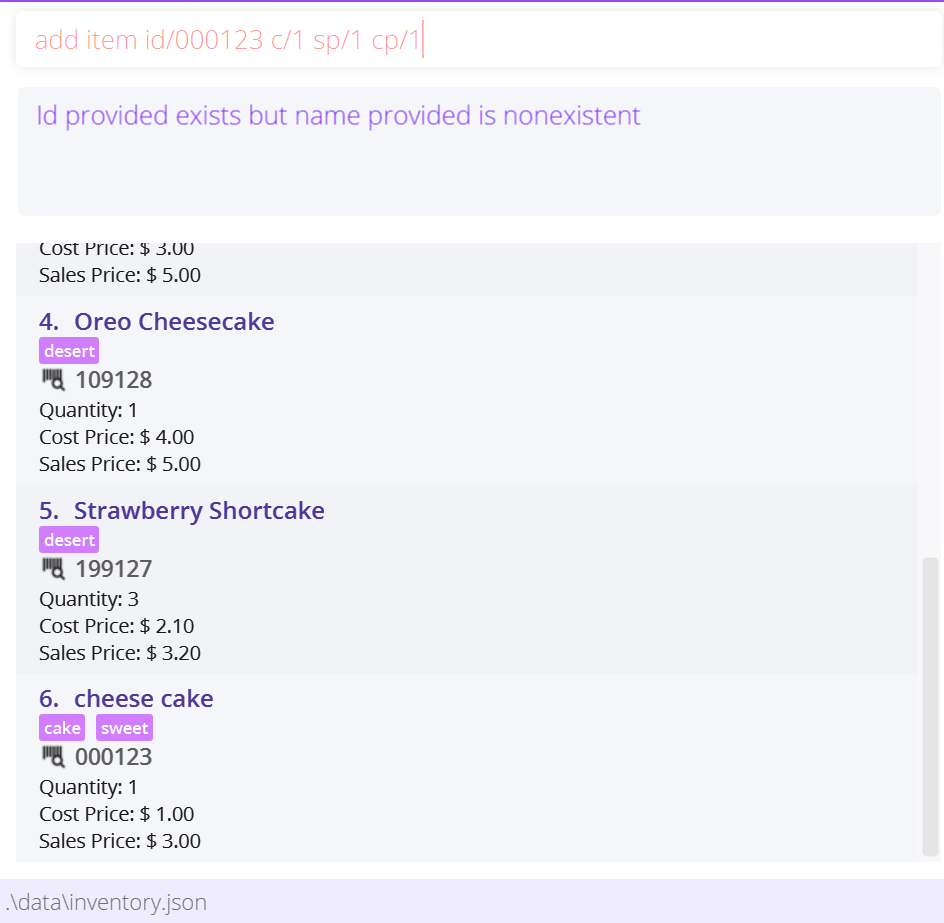 add item id/000123 c/1 sp/1 cp/1
Id provided exists but name provided is nonexistent
Cost Price: $ 3.00
Sales Price: $ 5.00
4. Oreo Cheesecake
desert
109128
Quantity: 1
Cost Price: $ 4.00
Sales Price: $ 5.00
5. Strawberry Shortcake
desert
199127
Quantity: 3
Cost Price: $ 2.10
Sales Price: $ 3.20
6. cheese cake
cake sweet
000123
Quantity: 1
Cost Price: $ 1.00
Sales Price: $ 3.00
.\data\inventory.json